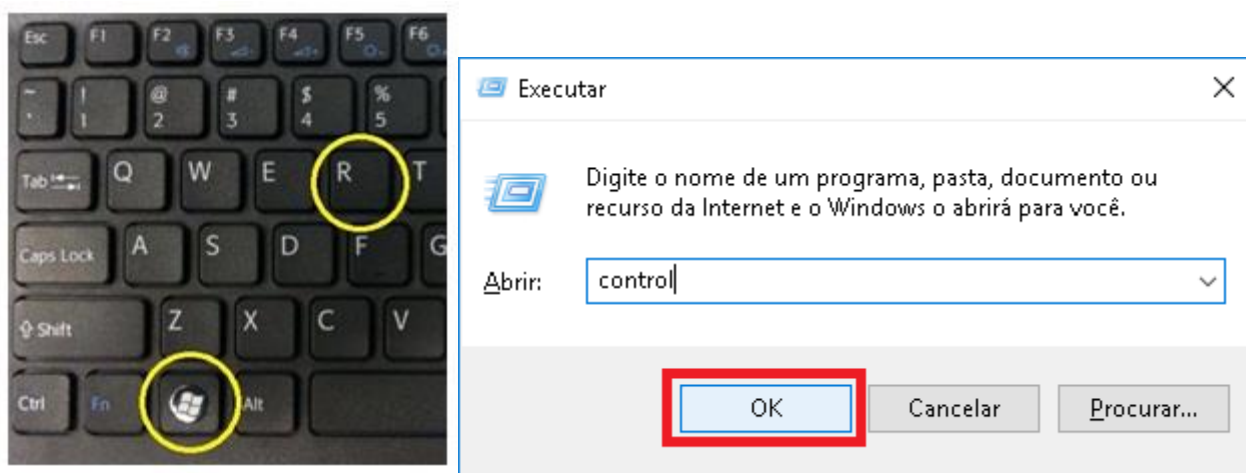 Esc F1 F2 F3 F4 F5 F6
~ ! @ # $ %
` 1 2 3 4 5
Tab Q W E R T
Caps Lock A S D F G
Shift Z X C V
Ctrl Fn Alt
Executar
Digite o nome de um programa, pasta, documento ou
recurso da Internet e o Windows o abrirá para você.
Abrir: control
OK Cancelar Procurar...